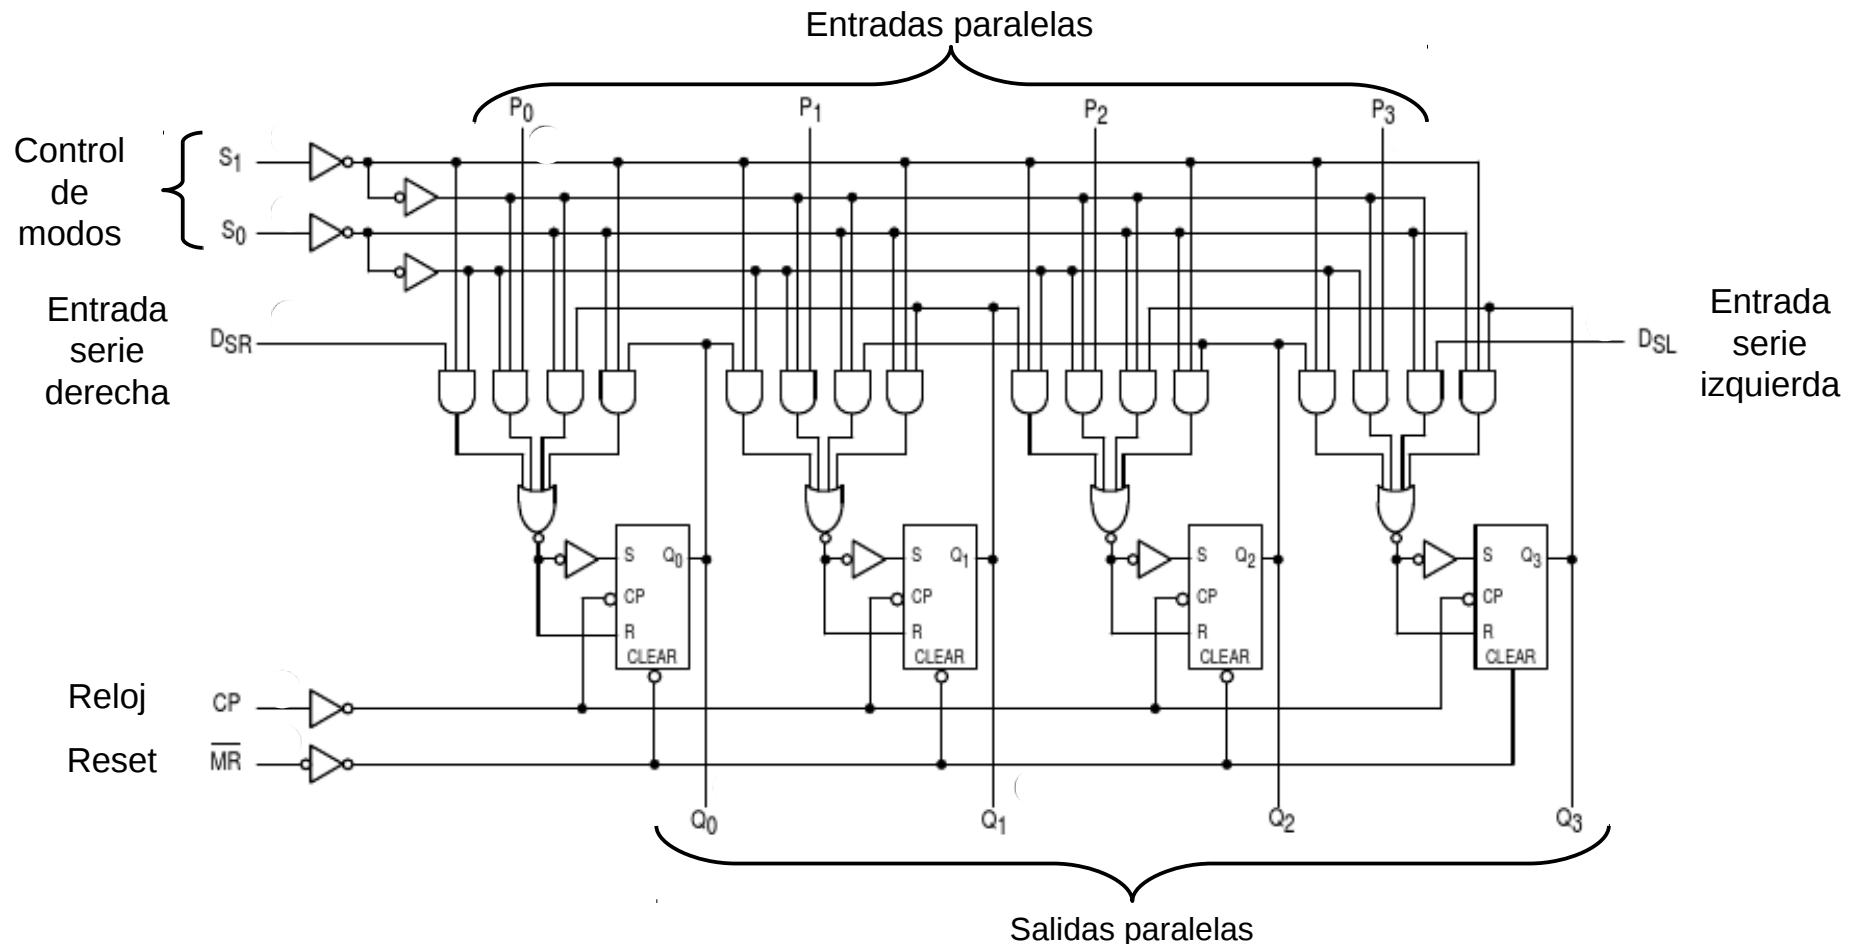 Entradas paralelas
P0 P1 P2 P3
Control
de
modos
S1
S0
Entrada
serie
derecha
DSR
DSL
Entrada
serie
izquierda
S Q0 S Q1 S Q2 S Q3
CP CP CP CP
R R R R
CLEAR CLEAR CLEAR CLEAR
Reloj CP
Reset M̅R̅
Q0 Q1 Q2 Q3
Salidas paralelas